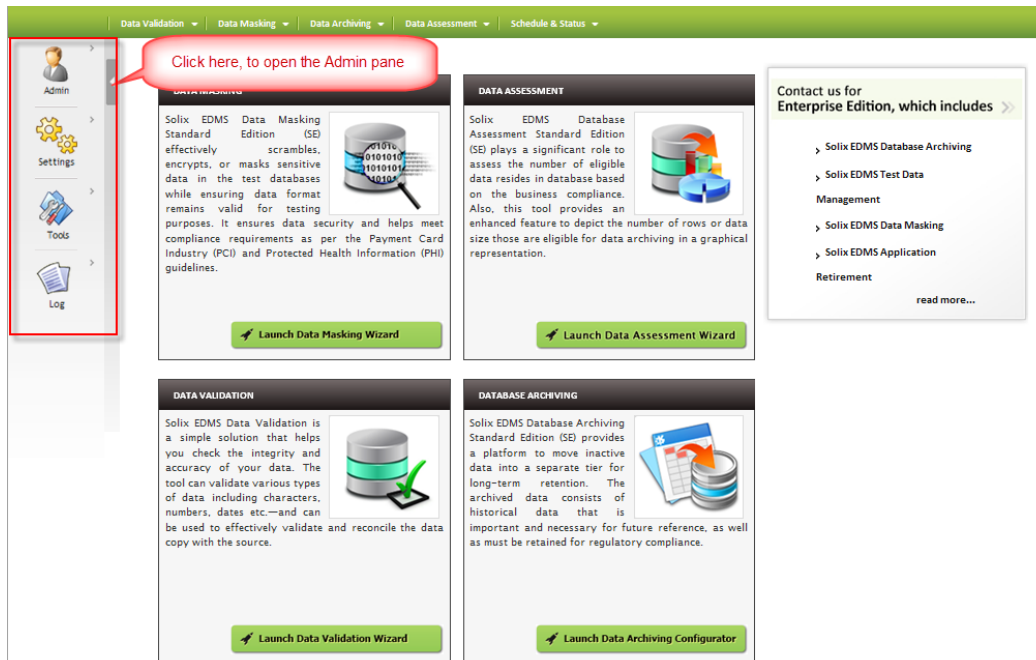 Data Validation
Data Masking
Data Archiving
Data Assessment
Schedule & Status
Admin
Settings
Tools
Log
Click here, to open the Admin pane
DATA MASKING
Solix EDMS Data Masking
Standard Edition (SE)
effectively scrambles,
encrypts, or masks sensitive
data in the test databases
while ensuring data format
remains valid for testing
purposes. It ensures data security and helps meet
compliance requirements as per the Payment Card
Industry (PCI) and Protected Health Information (PHI)
guidelines.
Launch Data Masking Wizard
DATA ASSESSMENT
Solix EDMS Database
Assessment Standard Edition
(SE) plays a significant role to
assess the number of eligible
data resides in database based
on the business compliance.
Also, this tool provides an
enhanced feature to depict the number of rows or data
size those are eligible for data archiving in a graphical
representation.
Launch Data Assessment Wizard
Contact us for
Enterprise Edition, which includes
Solix EDMS Database Archiving
Solix EDMS Test Data
Management
Solix EDMS Data Masking
Solix EDMS Application
Retirement
read more...
DATA VALIDATION
Solix EDMS Data Validation is
a simple solution that helps
you check the integrity and
accuracy of your data. The
tool can validate various types
of data including characters,
numbers, dates etc.—and can
be used to effectively validate and reconcile the data
copy with the source.
Launch Data Validation Wizard
DATABASE ARCHIVING
Solix EDMS Database Archiving
Standard Edition (SE) provides
a platform to move inactive
data into a separate tier for
long-term retention. The
archived data consists of
historical data that is
important and necessary for future reference, as well
as must be retained for regulatory compliance.
Launch Data Archiving Configurator